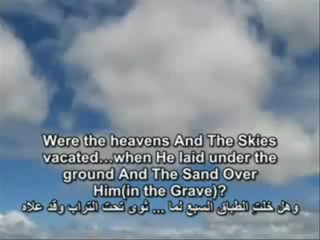 Were the heavens And The Skies
vacated...when He laid under the
ground And The Sand Over
Him(in the Grave)?
وهل خلت الطباق السبع لما ... ثوى تحت التراب وقد علاه